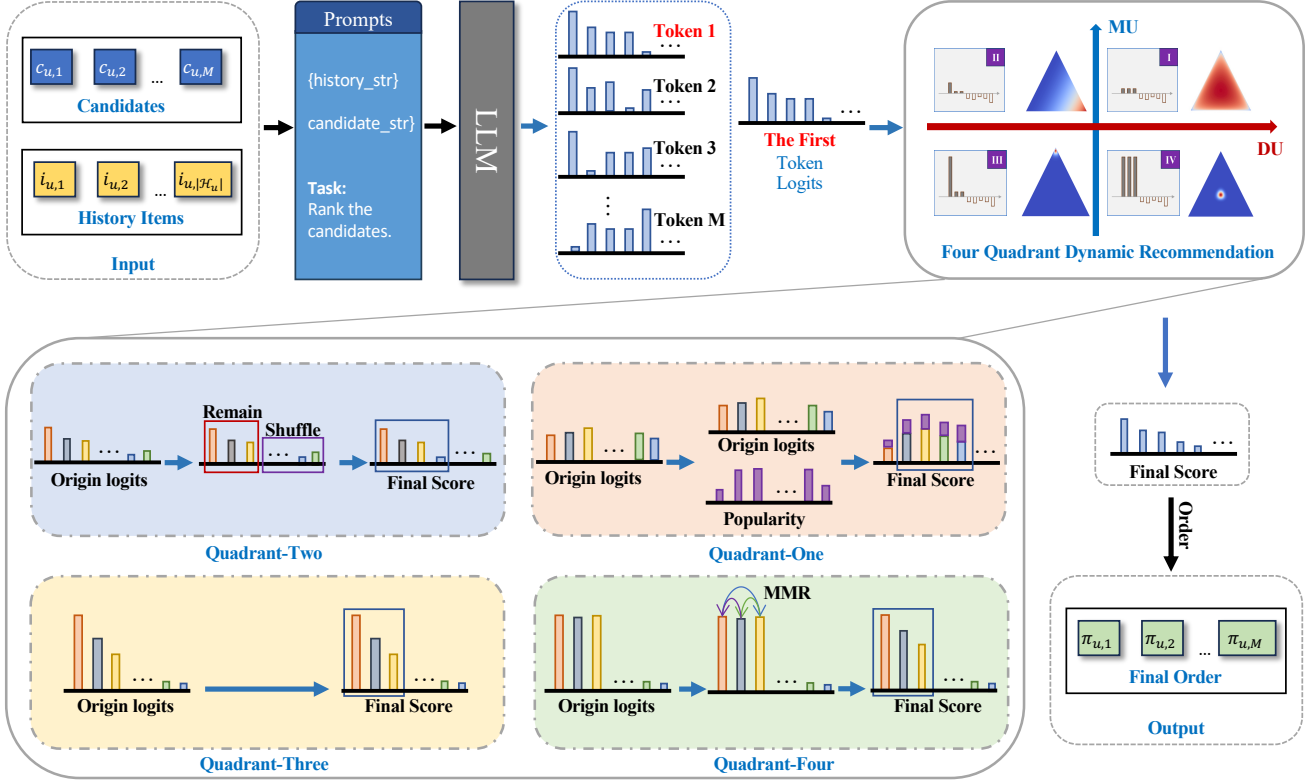 c_{u,1} c_{u,2} ... c_{u,M}
Candidates
i_{u,1} i_{u,2} ... i_{u,|ℋ_u|}
History Items
Input
Prompts
{history_str}
candidate_str}
Task:
Rank the
candidates.
LLM
Token 1
...
Token 2
...
Token 3
...
⋮
Token M
...
...
The First
Token
Logits
MU
II
I
DU
III
IV
Four Quadrant Dynamic Recommendation
...
Origin logits
Remain
Shuffle
...
...
Final Score
Quadrant-Two
...
Origin logits
...
Origin logits
...
Popularity
...
Final Score
Quadrant-One
...
Origin logits
...
Final Score
Quadrant-Three
...
Origin logits
MMR
...
...
Final Score
Quadrant-Four
...
Final Score
Order
π_{u,1} π_{u,2} ... π_{u,M}
Final Order
Output